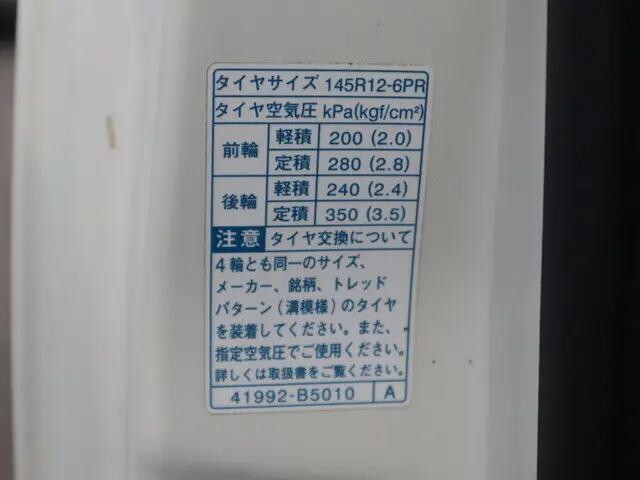 タイヤサイズ 145R12-6PR
タイヤ空気圧 kPa(kgf/cm²)
前輪 軽積 200 (2.0)
定積 280 (2.8)
後輪 軽積 240 (2.4)
定積 350 (3.5)
注意 タイヤ交換について
4輪とも同一のサイズ、
メーカー、銘柄、トレッド
パターン(溝模様)のタイヤ
を装着してください。また、
指定空気圧でご使用ください。
詳しくは取扱書をご覧ください。
41992-B5010 A